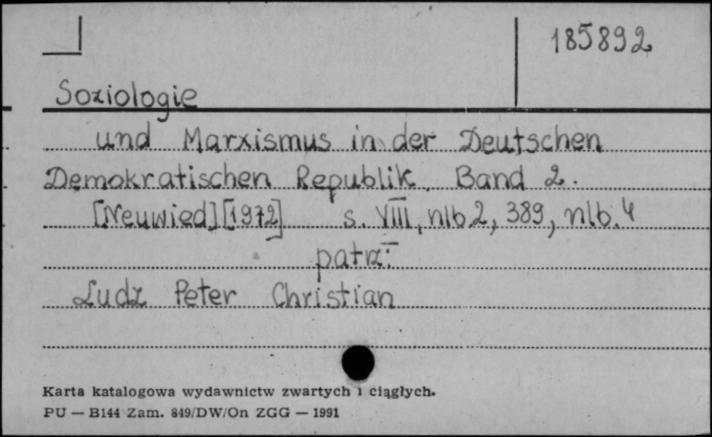 185892
Soziologie
und Marxismus in der Deutschen
Demokratischen Republik. Band 2.
[Neuwied][1972] s. VIII, nlb 2, 389, nlb. 4
patrz:
Ludz Peter Christian
Karta katalogowa wydawnictw zwartych i ciągłych.
PU — B144 Zam. 849/DW/On ZGG — 1991